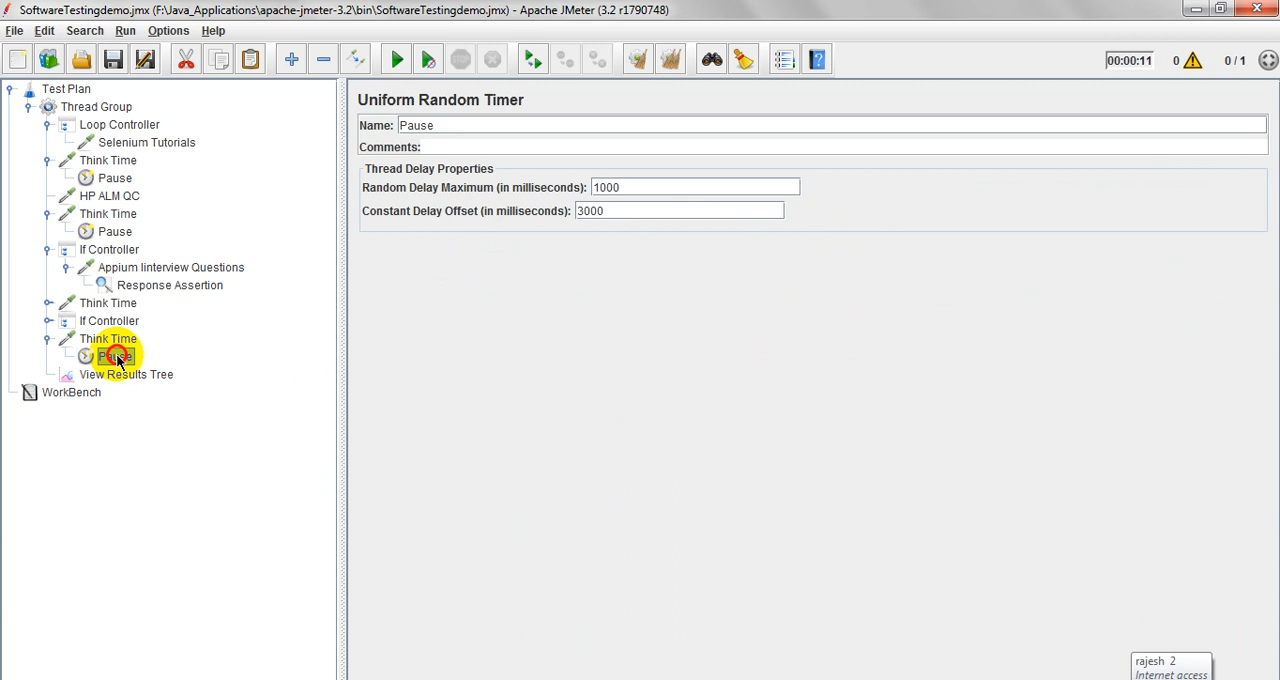 SoftwareTestingdemo.jmx (F:\Java_Applications\apache-jmeter-3.2\bin\SoftwareTestingdemo.jmx) - Apache JMeter (3.2 r1790748)
File Edit Search Run Options Help
00:00:11 0 0 / 1
Test Plan
Thread Group
Loop Controller
Selenium Tutorials
Think Time
Pause
HP ALM QC
Think Time
Pause
If Controller
Appium Iinterview Questions
Response Assertion
Think Time
If Controller
Think Time
Pause
View Results Tree
WorkBench
Uniform Random Timer
Name: Pause
Comments:
Thread Delay Properties
Random Delay Maximum (in milliseconds): 1000
Constant Delay Offset (in milliseconds): 3000
rajesh 2
Internet access